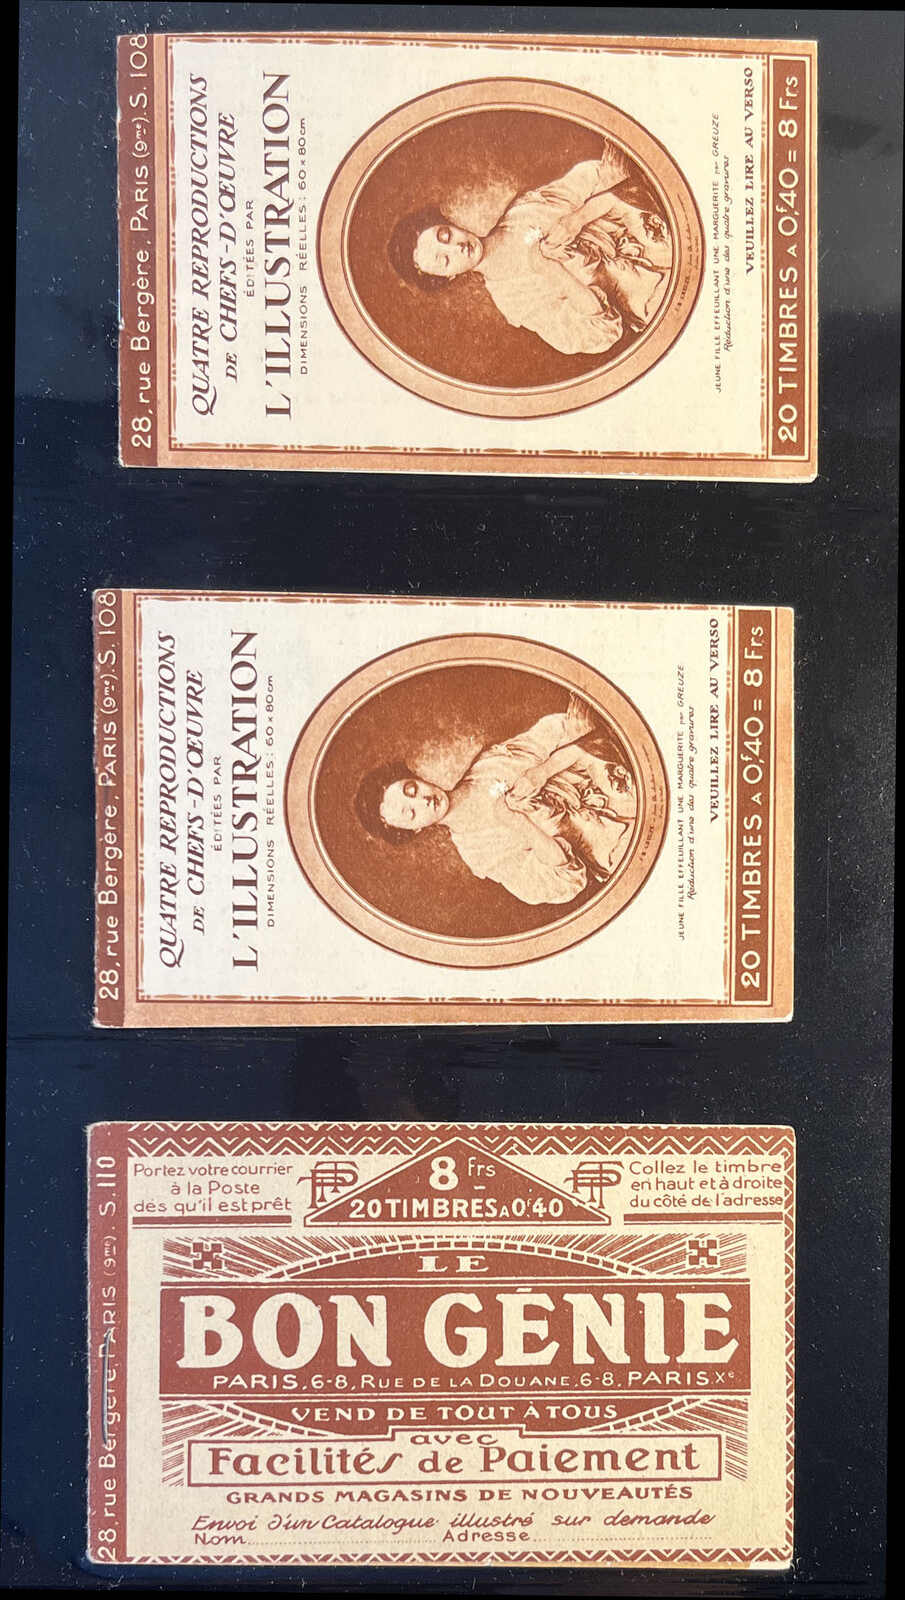 28, rue Bergère, PARIS (9me). S. 108
QUATRE REPRODUCTIONS
DE CHEFS-D'ŒUVRE
ÉDITÉES PAR
L'ILLUSTRATION
DIMENSIONS RÉELLES : 60 x 80 cm
JEUNE FILLE EFFEUILLANT UNE MARGUERITE par GREUZE
Réduction d'une des quatre gravures
VEUILLEZ LIRE AU VERSO
20 TIMBRES A 0f,40 = 8 Frs
28, rue Bergère PARIS (9me). S. 108
QUATRE REPRODUCTIONS
DE CHEFS-D'ŒUVRE
ÉDITÉES PAR
L'ILLUSTRATION
DIMENSIONS RÉELLES : 60 x 80 cm
JEUNE FILLE EFFEUILLANT UNE MARGUERITE par GREUZE
Réduction d'une des quatre gravures
VEUILLEZ LIRE AU VERSO
20 TIMBRES A 0f,40 = 8 Frs
28, rue Bergère, PARIS (9me). S. 110
Portez votre courrier
à la Poste
dès qu'il est prêt
8 frs
20 TIMBRES A 0f.40
Collez le timbre
en haut et à droite
du côté de l'adresse
LE
BON GÉNIE
PARIS. 6-8, RUE DE LA DOUANE. 6-8. PARIS Xe
VEND DE TOUT À TOUS
avec
Facilités de Paiement
GRANDS MAGASINS DE NOUVEAUTÉS
Envoi d'un Catalogue illustré sur demande
Nom.......... Adresse..........